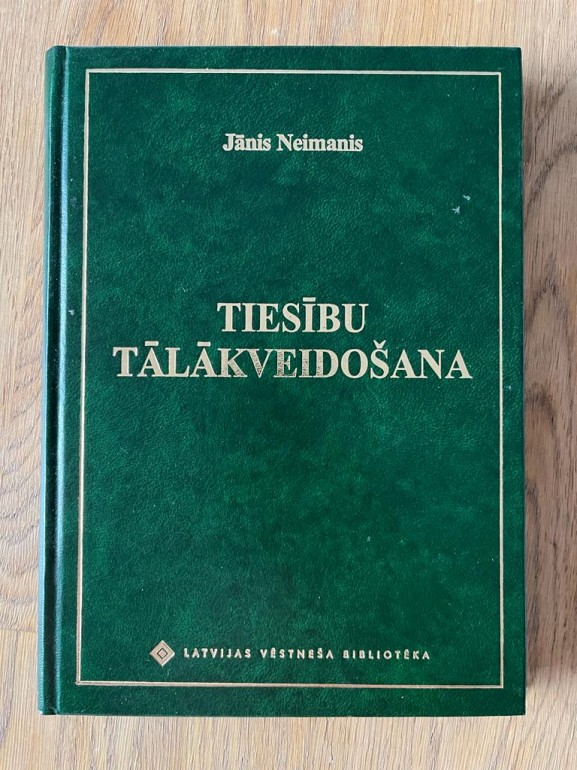 Jānis Neimanis
TIESĪBU
TĀLĀKVEIDOŠANA
LATVIJAS VĒSTNEŠA BIBLIOTĒKA